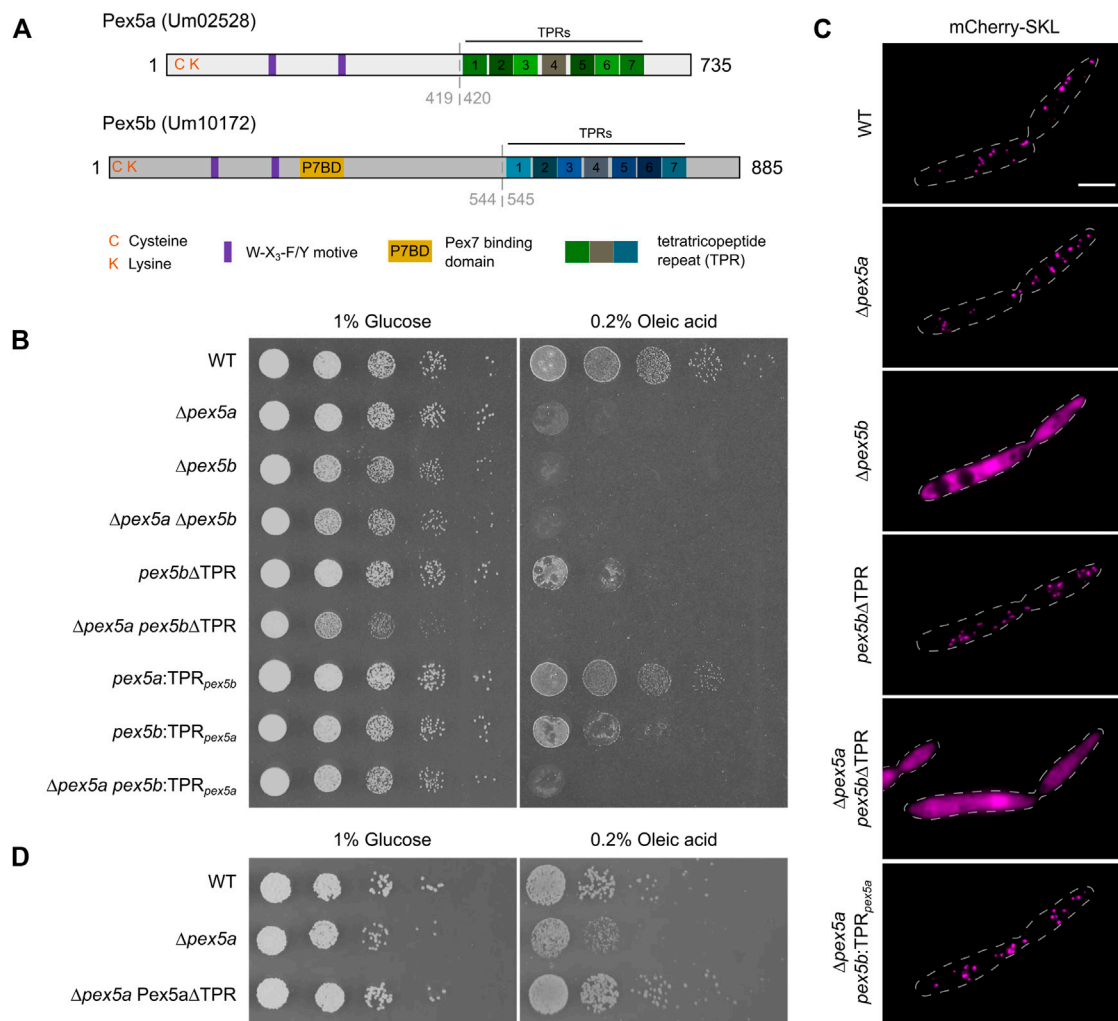 A
Pex5a (Um02528)
TPRs
1 C K 1 2 3 4 5 6 7 735
419 420
Pex5b (Um10172)
TPRs
1 C K P7BD 1 2 3 4 5 6 7 885
544 545
C Cysteine
K Lysine
W-X₃-F/Y motive
P7BD Pex7 binding
domain
tetratricopeptide
repeat (TPR)
B
1% Glucose 0.2% Oleic acid
WT
Δpex5a
Δpex5b
Δpex5a Δpex5b
pex5bΔTPR
Δpex5a pex5bΔTPR
pex5a:TPRpex5b
pex5b:TPRpex5a
Δpex5a pex5b:TPRpex5a
C
mCherry-SKL
WT
Δpex5a
Δpex5b
pex5bΔTPR
Δpex5a
pex5bΔTPR
Δpex5a
pex5b:TPRpex5a
D
1% Glucose 0.2% Oleic acid
WT
Δpex5a
Δpex5a Pex5aΔTPR